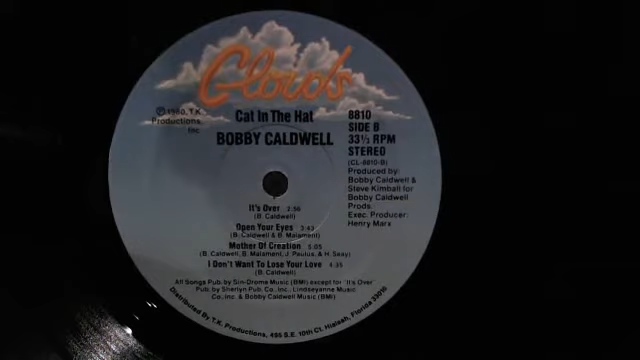 Clouds
Cat In The Hat
BOBBY CALDWELL
℗ 1980, T.K.
Productions,
Inc.
8810
SIDE B
33⅓ RPM
STEREO
(CL-8810-B)
Produced by:
Bobby Caldwell &
Steve Kimball for
Bobby Caldwell
Prods.
Exec. Producer:
Henry Marx
It's Over 2:56
(B. Caldwell)
Open Your Eyes 3:43
(B. Caldwell & B. Malament)
Mother Of Creation 5:05
(B. Caldwell, B. Malament, J. Paulus, & H. Seay)
I Don't Want To Lose Your Love 4:35
(B. Caldwell)
All Songs Pub. by Sin-Drome Music (BMI) except for "It's Over"
Pub. by Sherlyn Pub. Co., Inc., Lindseyanne Music
Co., Inc. & Bobby Caldwell Music (BMI)
Distributed By T.K. Productions, 495 S.E. 10th Ct. Hialeah, Florida 33010